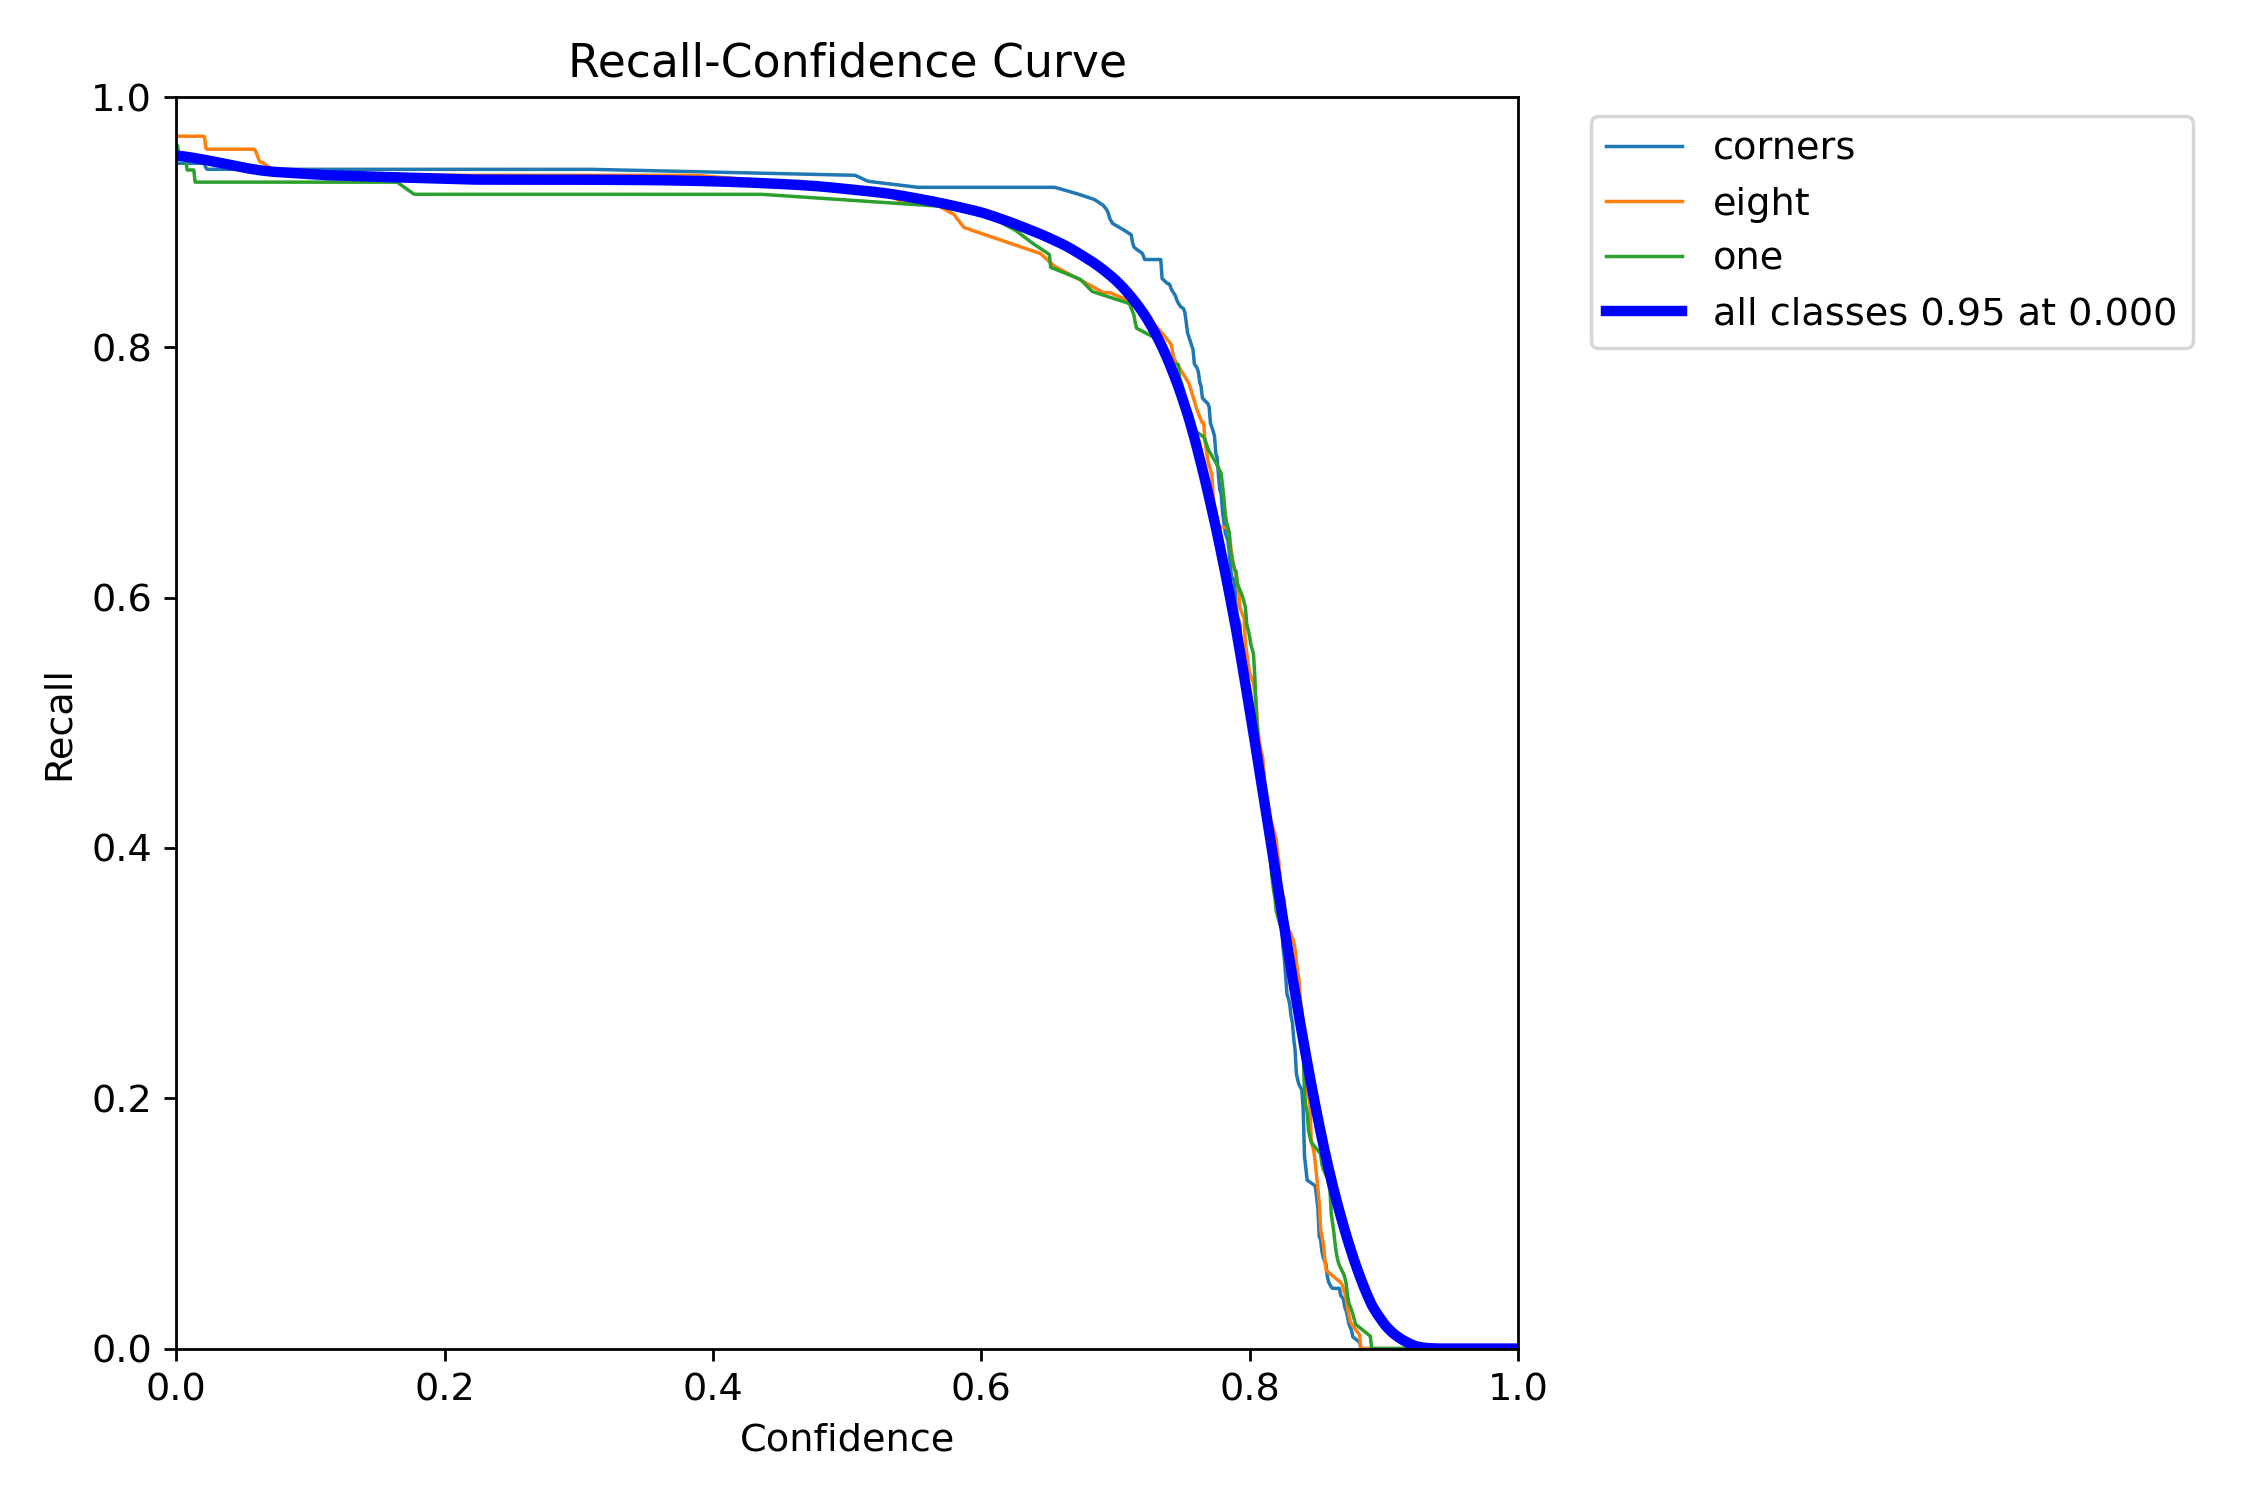 Recall-Confidence Curve
1.0
0.8
0.6
0.4
0.2
0.0
Recall
0.0 0.2 0.4 0.6 0.8 1.0
Confidence
corners
eight
one
all classes 0.95 at 0.000